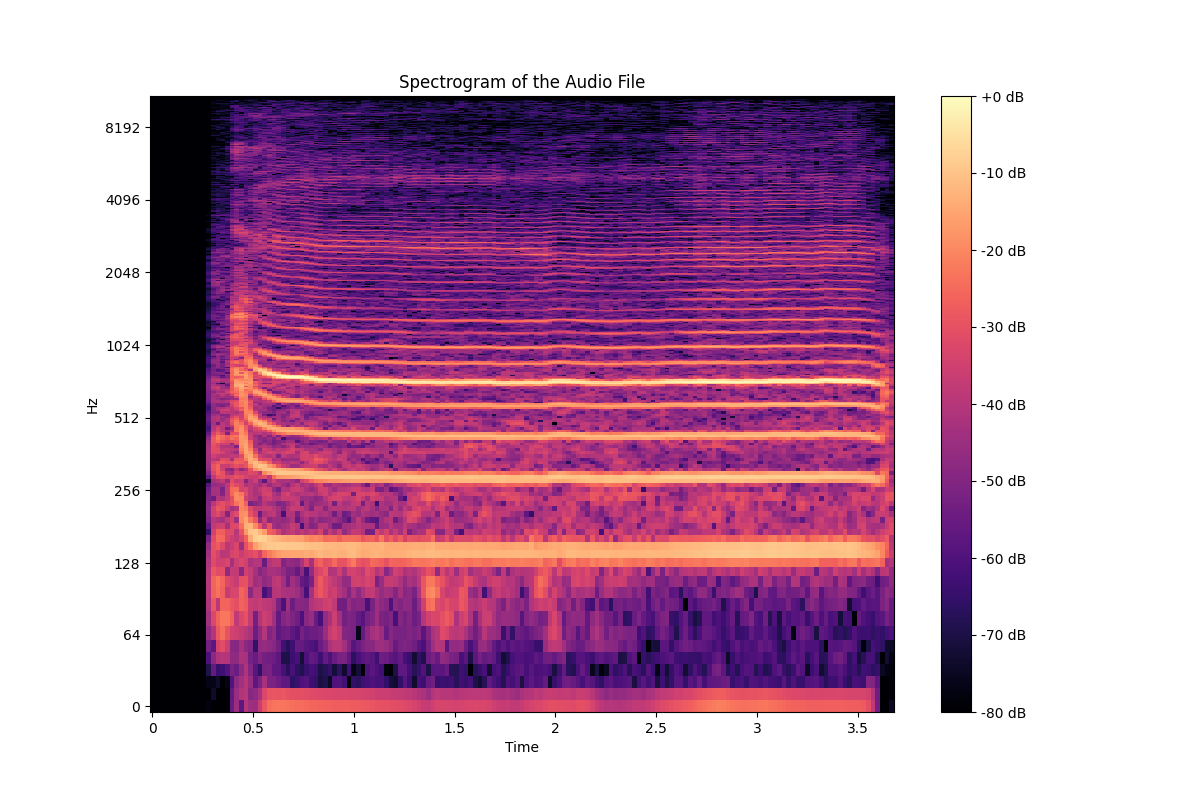 Spectrogram of the Audio File
Hz
8192
4096
2048
1024
512
256
128
64
0
0
0.5
1
1.5
2
2.5
3
3.5
Time
+0 dB
-10 dB
-20 dB
-30 dB
-40 dB
-50 dB
-60 dB
-70 dB
-80 dB